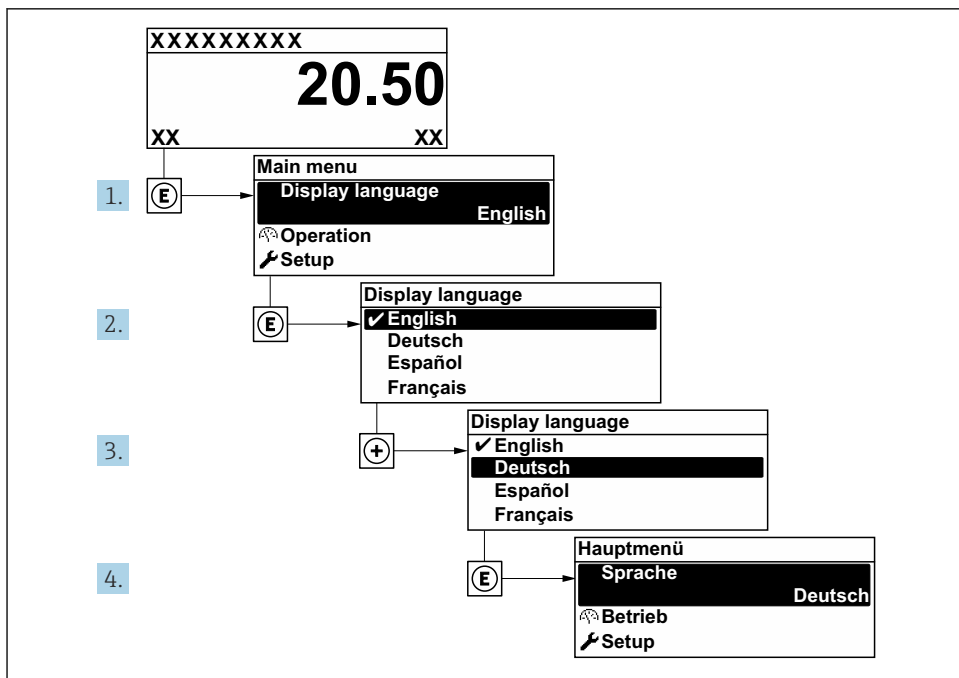 XXXXXXXXX
20.50
XX XX
1. E
Main menu
Display language
English
Operation
Setup
2. E
Display language
✔ English
Deutsch
Español
Français
3. +
Display language
✔ English
Deutsch
Español
Français
4. E
Hauptmenü
Sprache
Deutsch
Betrieb
Setup